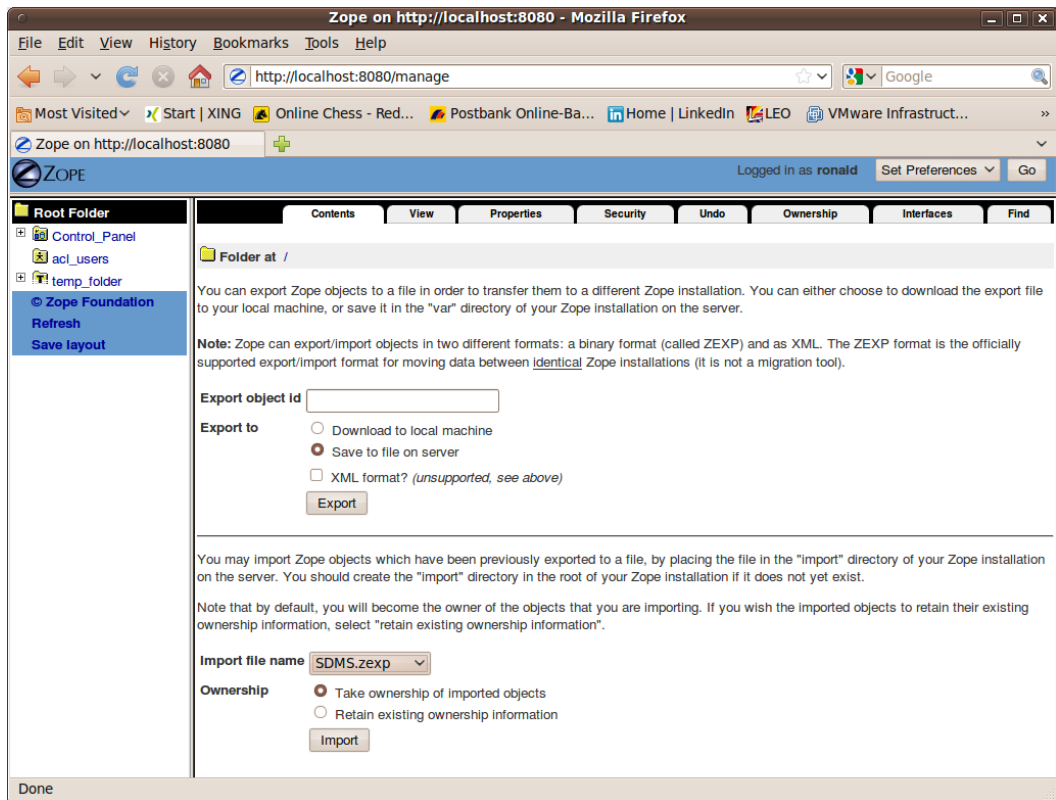 Zope on http://localhost:8080 - Mozilla Firefox
File Edit View History Bookmarks Tools Help
http://localhost:8080/manage Google
Most Visited Start | XING Online Chess - Red... Postbank Online-Ba... Home | LinkedIn LEO VMware Infrastruct... »
Zope on http://localhost:8080
ZOPE Logged in as ronald Set Preferences Go
Root Folder
Control_Panel
acl_users
temp_folder
© Zope Foundation
Refresh
Save layout
Contents View Properties Security Undo Ownership Interfaces Find
Folder at /
You can export Zope objects to a file in order to transfer them to a different Zope installation. You can either choose to download the export file
to your local machine, or save it in the "var" directory of your Zope installation on the server.
Note: Zope can export/import objects in two different formats: a binary format (called ZEXP) and as XML. The ZEXP format is the officially
supported export/import format for moving data between identical Zope installations (it is not a migration tool).
Export object id
Export to Download to local machine
Save to file on server
XML format? (unsupported, see above)
Export
You may import Zope objects which have been previously exported to a file, by placing the file in the "import" directory of your Zope installation
on the server. You should create the "import" directory in the root of your Zope installation if it does not yet exist.
Note that by default, you will become the owner of the objects that you are importing. If you wish the imported objects to retain their existing
ownership information, select "retain existing ownership information".
Import file name SDMS.zexp
Ownership Take ownership of imported objects
Retain existing ownership information
Import
Done